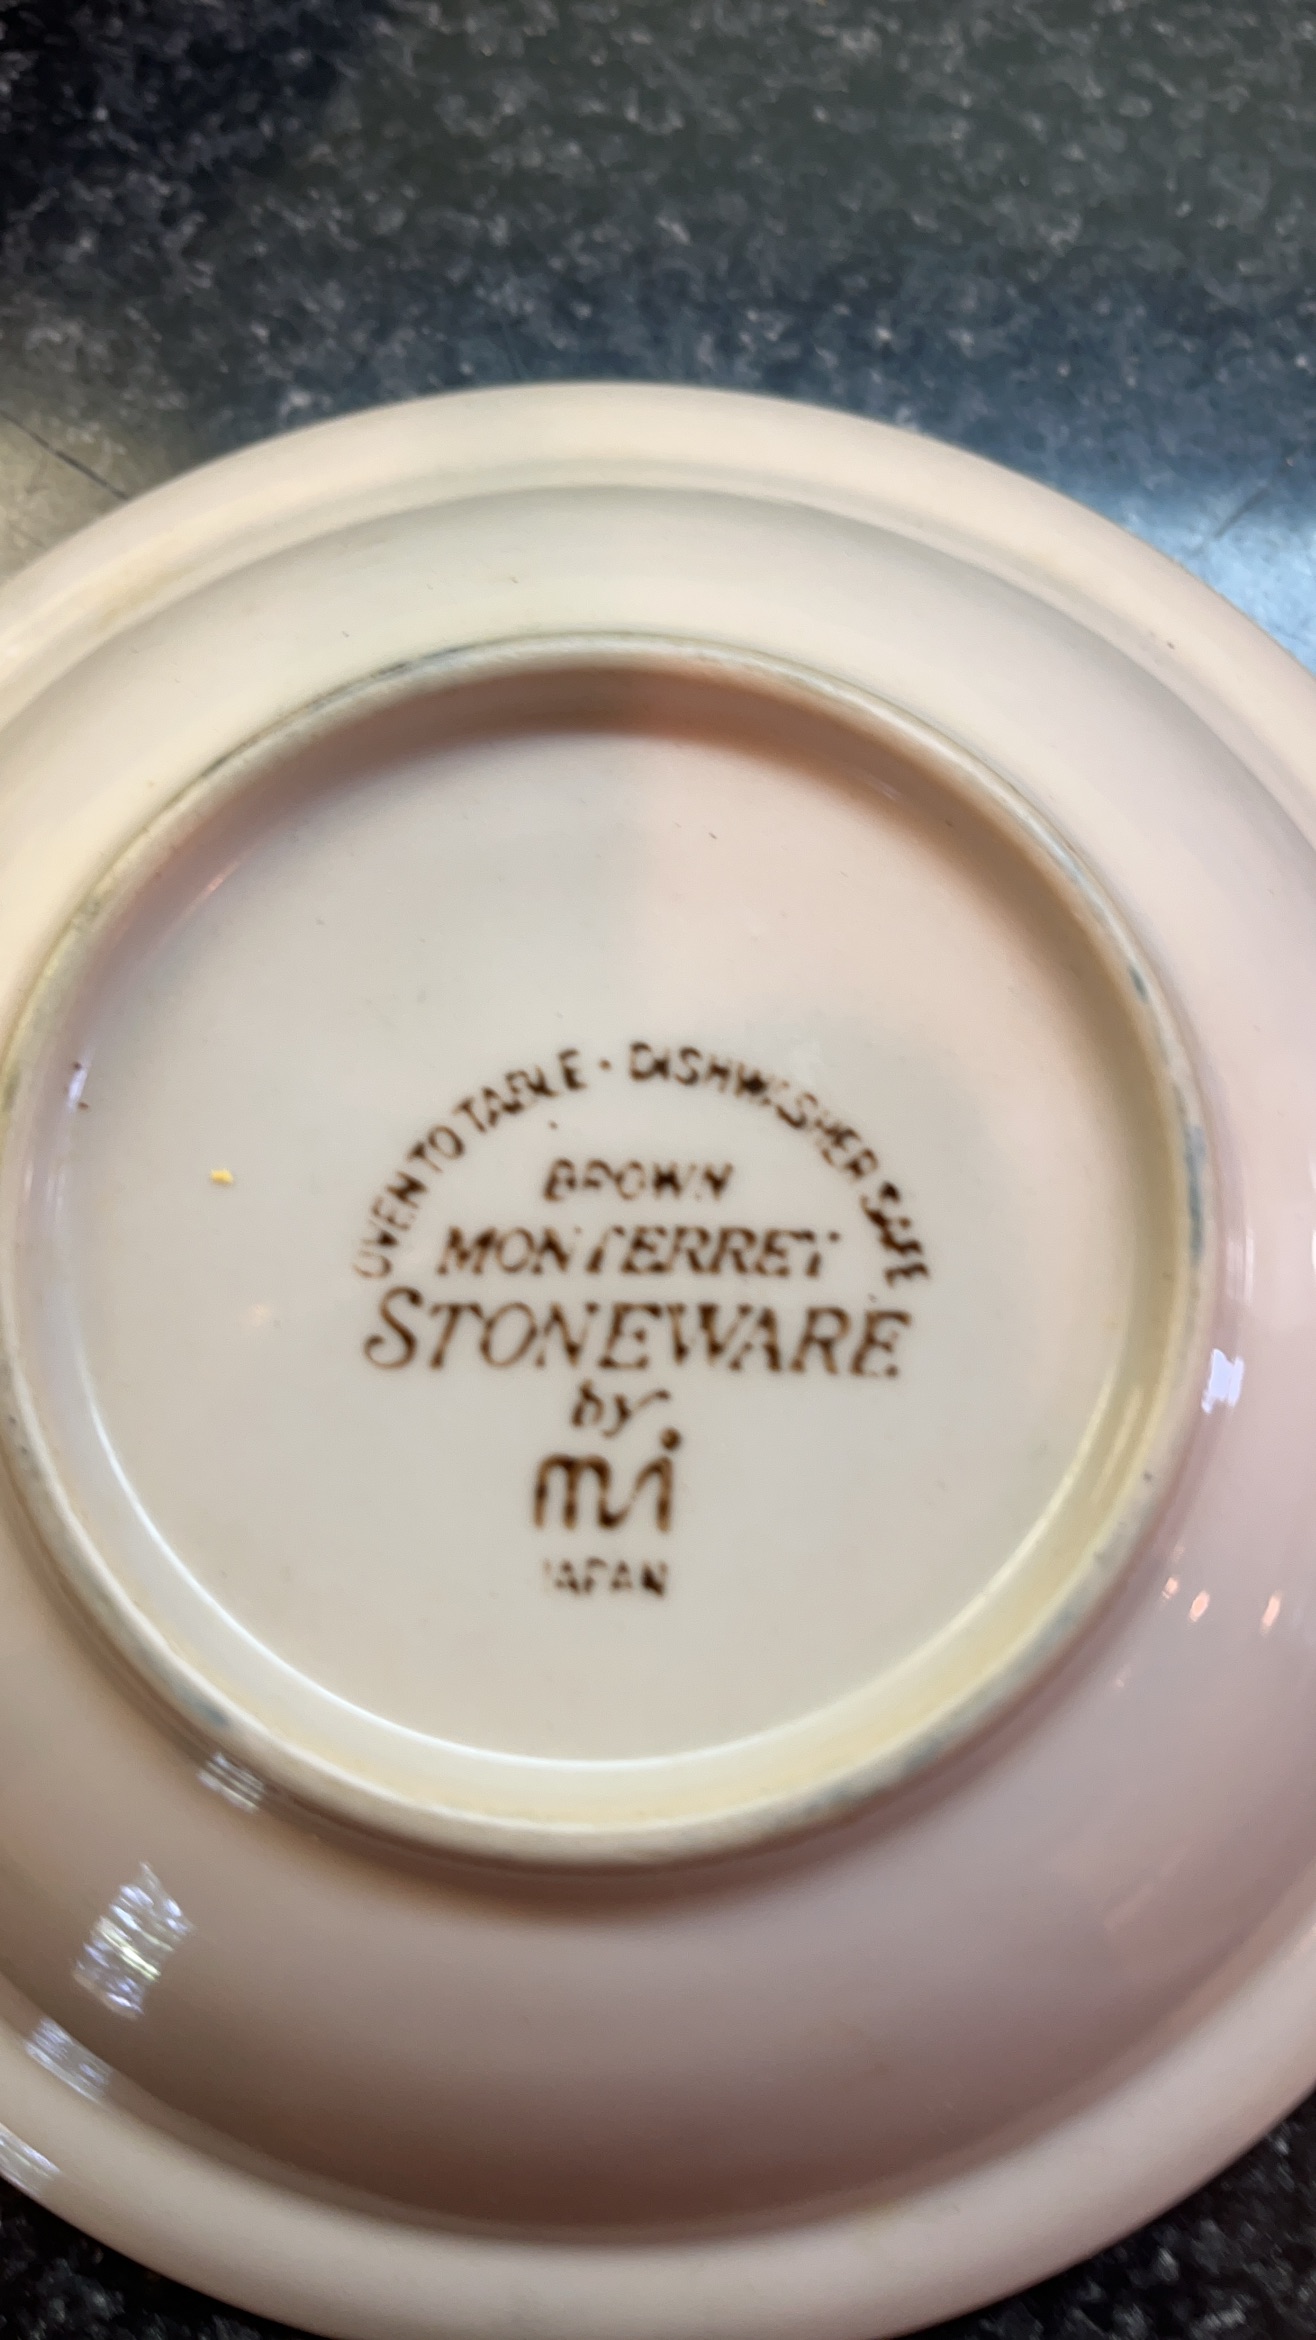 OVEN TO TABLE · DISHWASHER SAFE
BROWN
MONTERREY
STONEWARE
by
mi
JAPAN